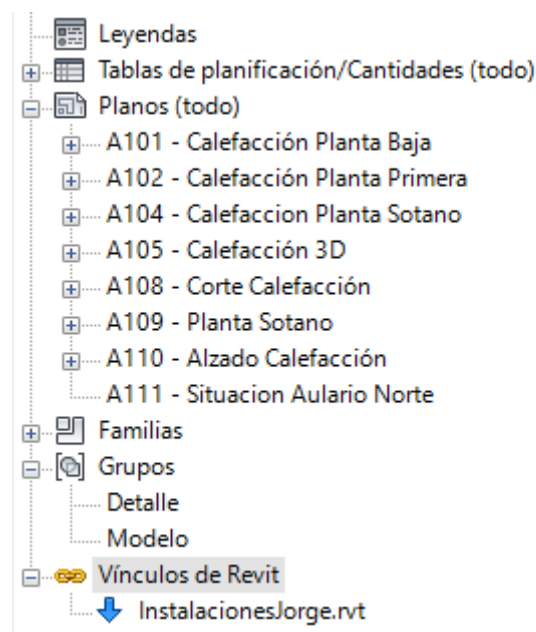 Leyendas
Tablas de planificación/Cantidades (todo)
Planos (todo)
A101 - Calefacción Planta Baja
A102 - Calefacción Planta Primera
A104 - Calefaccion Planta Sotano
A105 - Calefacción 3D
A108 - Corte Calefacción
A109 - Planta Sotano
A110 - Alzado Calefacción
A111 - Situacion Aulario Norte
Familias
Grupos
Detalle
Modelo
Vínculos de Revit
InstalacionesJorge.rvt